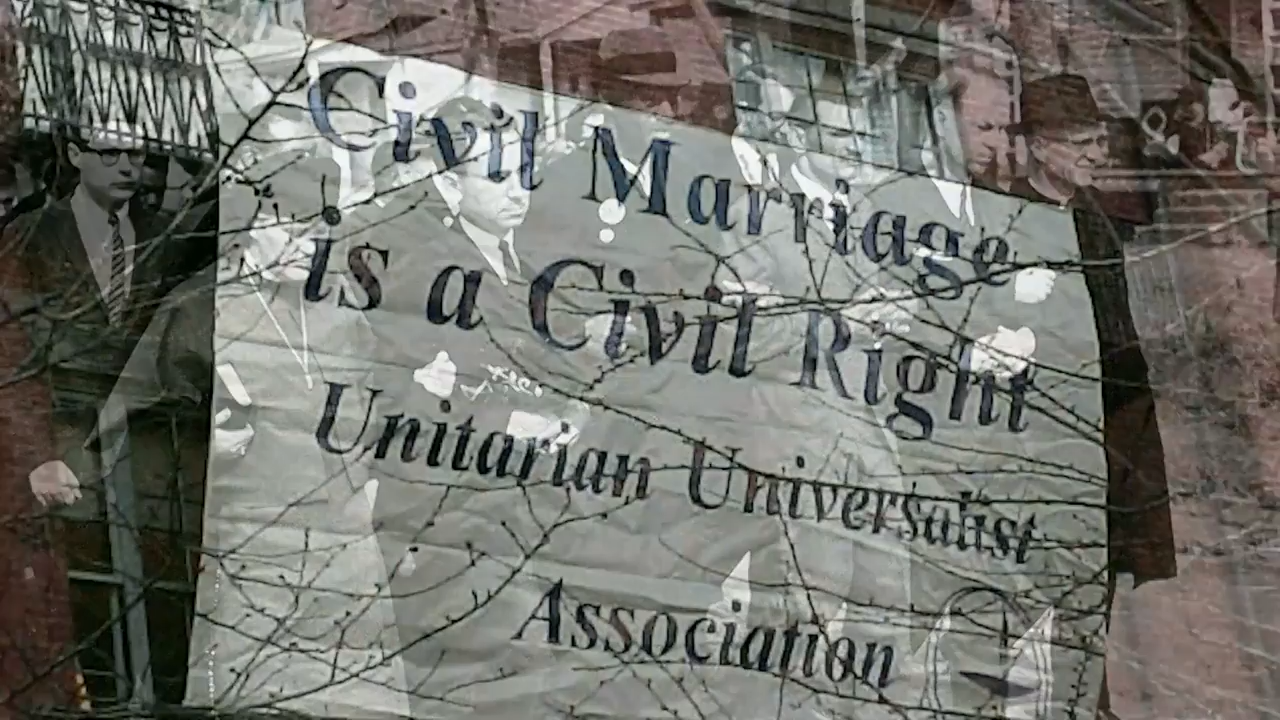 Civil Marriage
is a Civil Right
Unitarian Universalist
Association